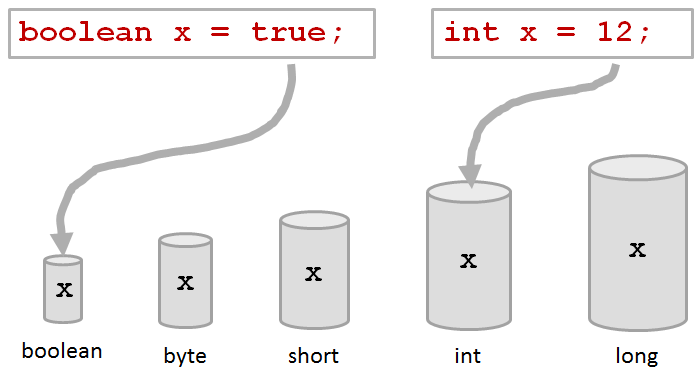 boolean x = true;
int x = 12;
x
x
x
x
x
boolean
byte
short
int
long